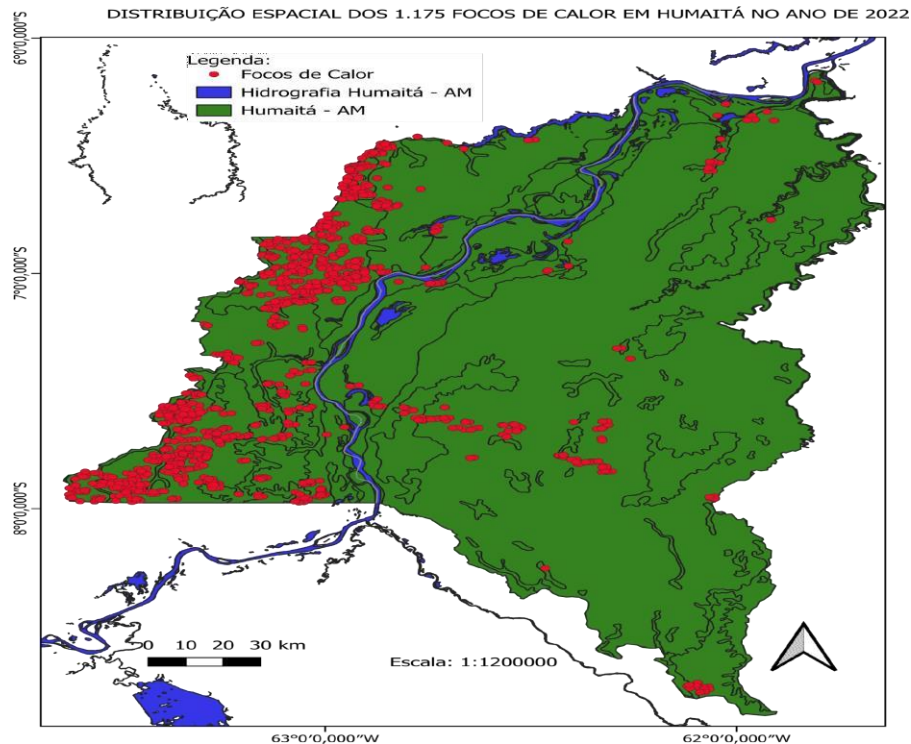 DISTRIBUIÇÃO ESPACIAL DOS 1.175 FOCOS DE CALOR EM HUMAITÁ NO ANO DE 2022
6°0'0,000"S
Legenda:
Focos de Calor
Hidrografia Humaitá - AM
Humaitá - AM
7°0'0,000"S
8°0'0,000"S
0 10 20 30 km
Escala: 1:1200000
63°0'0,000"W 62°0'0,000"W